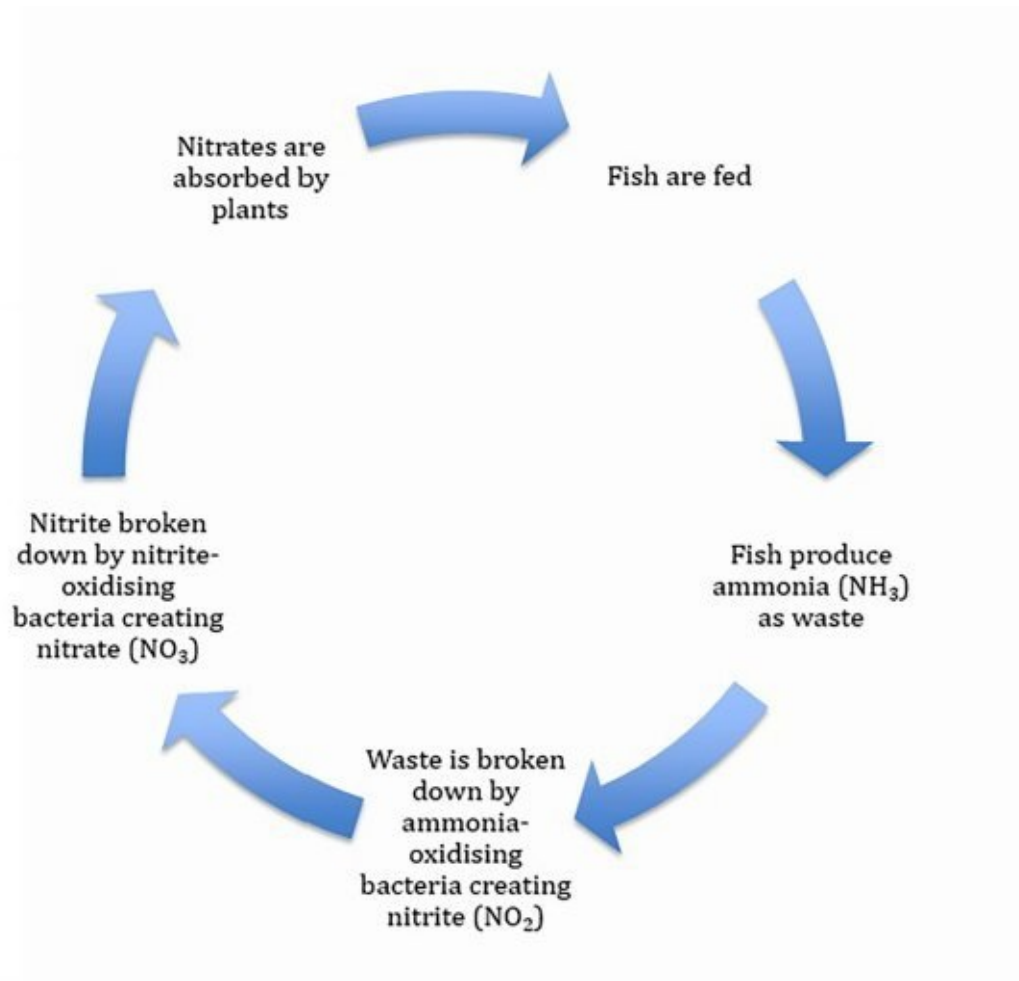 Nitrates are
absorbed by
plants
Fish are fed
Fish produce
ammonia (NH₃)
as waste
Waste is broken
down by
ammonia-
oxidising
bacteria creating
nitrite (NO₂)
Nitrite broken
down by nitrite-
oxidising
bacteria creating
nitrate (NO₃)